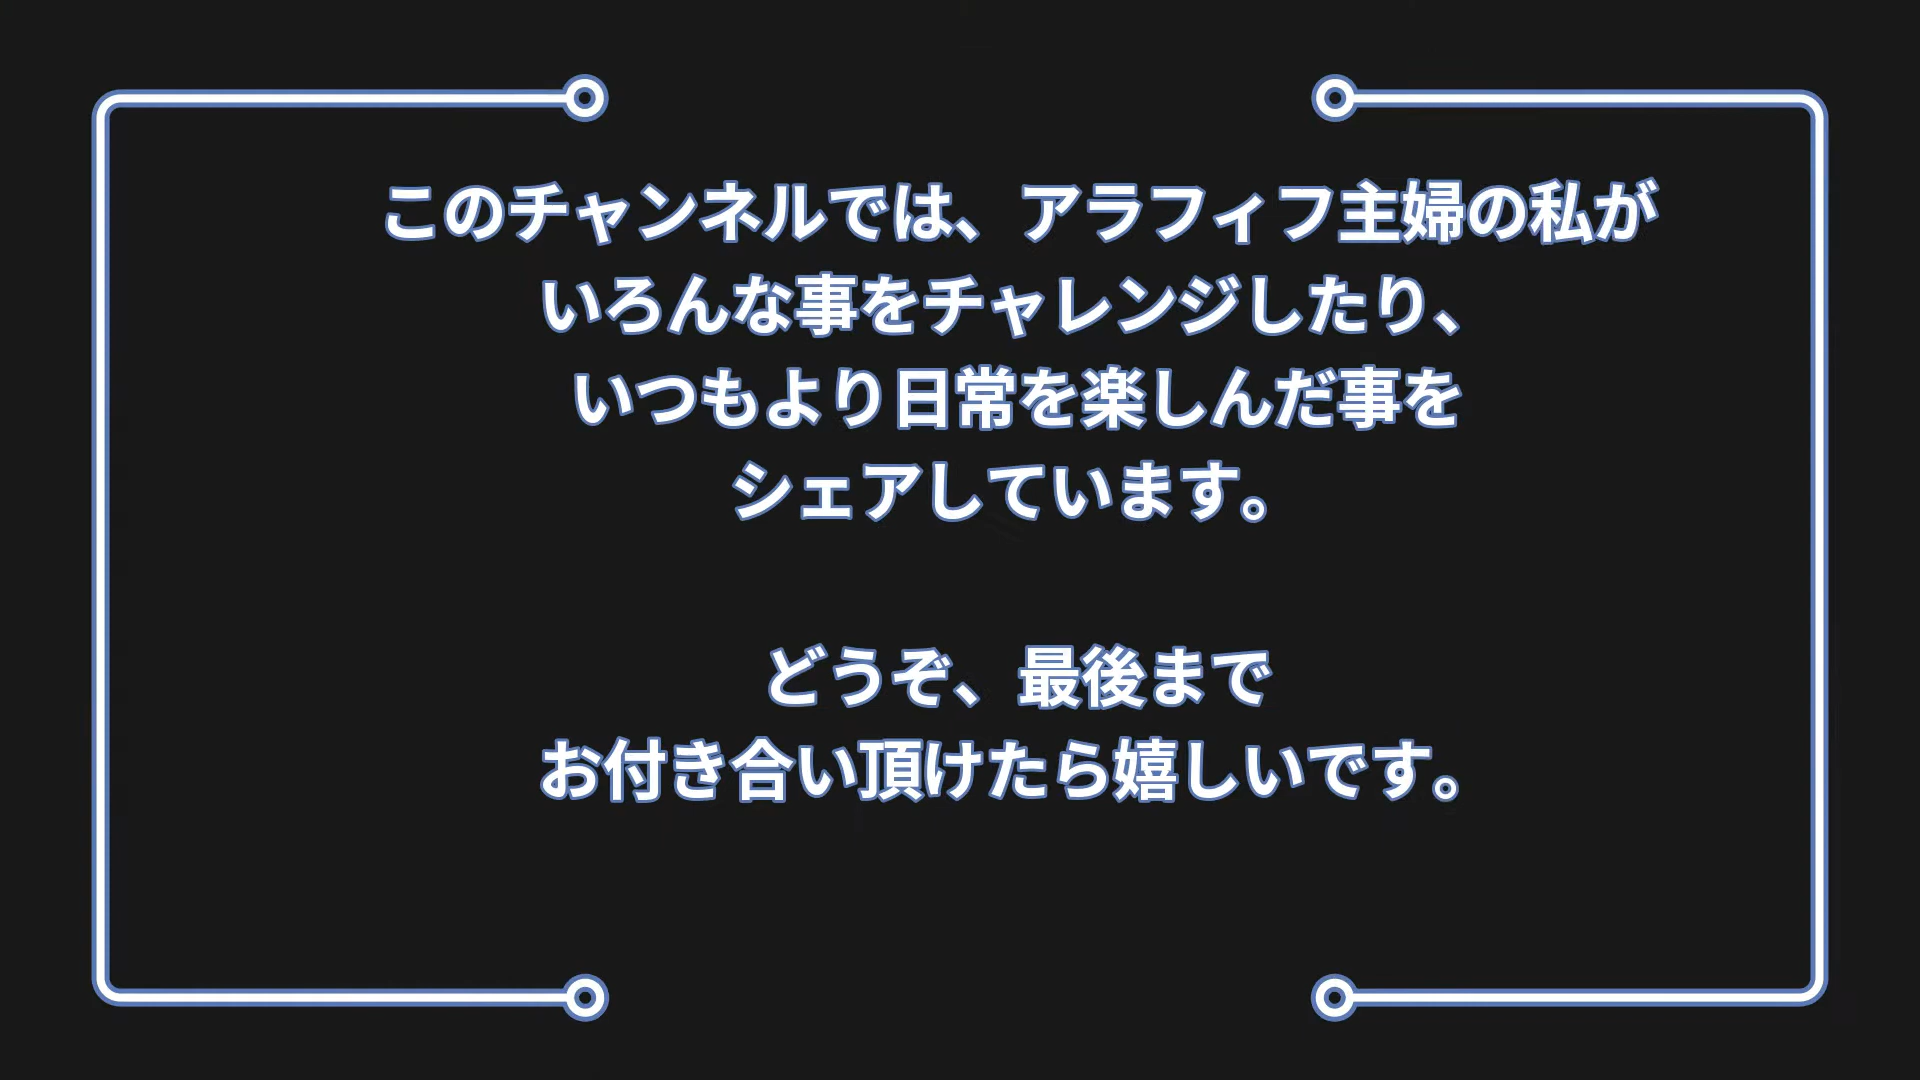 このチャンネルでは、アラフィフ主婦の私が
いろんな事をチャレンジしたり、
いつもより日常を楽しんだ事を
シェアしています。
どうぞ、最後まで
お付き合い頂けたら嬉しいです。